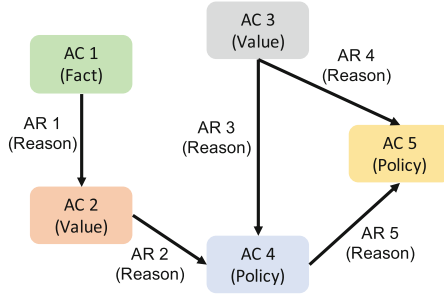 AC 1
(Fact)
AC 3
(Value)
AR 4
(Reason)
AR 1
(Reason)
AR 3
(Reason)
AC 5
(Policy)
AC 2
(Value)
AR 2
(Reason)
AC 4
(Policy)
AR 5
(Reason)